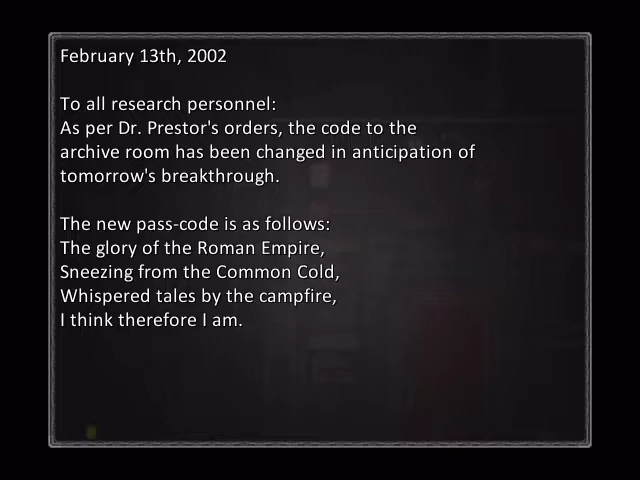 February 13th, 2002
To all research personnel:
As per Dr. Prestor's orders, the code to the
archive room has been changed in anticipation of
tomorrow's breakthrough.
The new pass-code is as follows:
The glory of the Roman Empire,
Sneezing from the Common Cold,
Whispered tales by the campfire,
I think therefore I am.